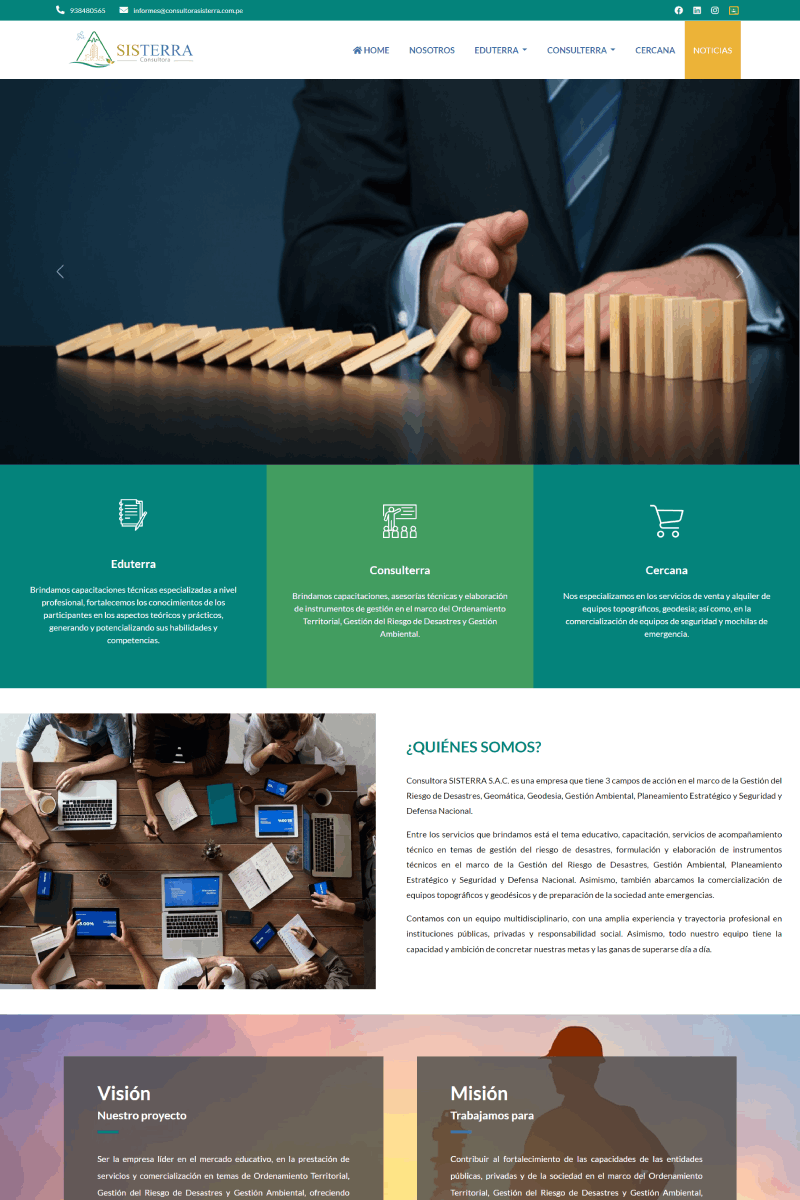 938480565 informes@consultorasisterra.com.pe
SISTERRA
Consultora
HOME NOSOTROS EDUTERRA CONSULTERRA CERCANA NOTICIAS
Eduterra
Brindamos capacitaciones técnicas especializadas a nivel
profesional, fortalecemos los conocimientos de los
participantes en los aspectos teóricos y prácticos,
generando y potencializando sus habilidades y
competencias.
Consulterra
Brindamos capacitaciones, asesorías técnicas y elaboración
de instrumentos de gestión en el marco del Ordenamiento
Territorial, Gestión del Riesgo de Desastres y Gestión
Ambiental.
Cercana
Nos especializamos en los servicios de venta y alquiler de
equipos topográficos, geodesia; así como, en la
comercialización de equipos de seguridad y mochilas de
emergencia.
¿QUIÉNES SOMOS?
Consultora SISTERRA S.A.C. es una empresa que tiene 3 campos de acción en el marco de la Gestión del
Riesgo de Desastres, Geomática, Geodesia, Gestión Ambiental, Planeamiento Estratégico y Seguridad y
Defensa Nacional.
Entre los servicios que brindamos está el tema educativo, capacitación, servicios de acompañamiento
técnico en temas de gestión del riesgo de desastres, formulación y elaboración de instrumentos
técnicos en el marco de la Gestión del Riesgo de Desastres, Gestión Ambiental, Planeamiento
Estratégico y Seguridad y Defensa Nacional. Asimismo, también abarcamos la comercialización de
equipos topográficos y geodésicos y de preparación de la sociedad ante emergencias.
Contamos con un equipo multidisciplinario, con una amplia experiencia y trayectoria profesional en
instituciones públicas, privadas y responsabilidad social. Asimismo, todo nuestro equipo tiene la
capacidad y ambición de concretar nuestras metas y las ganas de superarse día a día.
Visión
Nuestro proyecto
Ser la empresa líder en el mercado educativo, en la prestación de
servicios y comercialización en temas de Ordenamiento Territorial,
Gestión del Riesgo de Desastres y Gestión Ambiental, ofreciendo
Misión
Trabajamos para
Contribuir al fortalecimiento de las capacidades de las entidades
públicas, privadas y de la sociedad en el marco del Ordenamiento
Territorial, Gestión del Riesgo de Desastres y Gestión Ambiental,